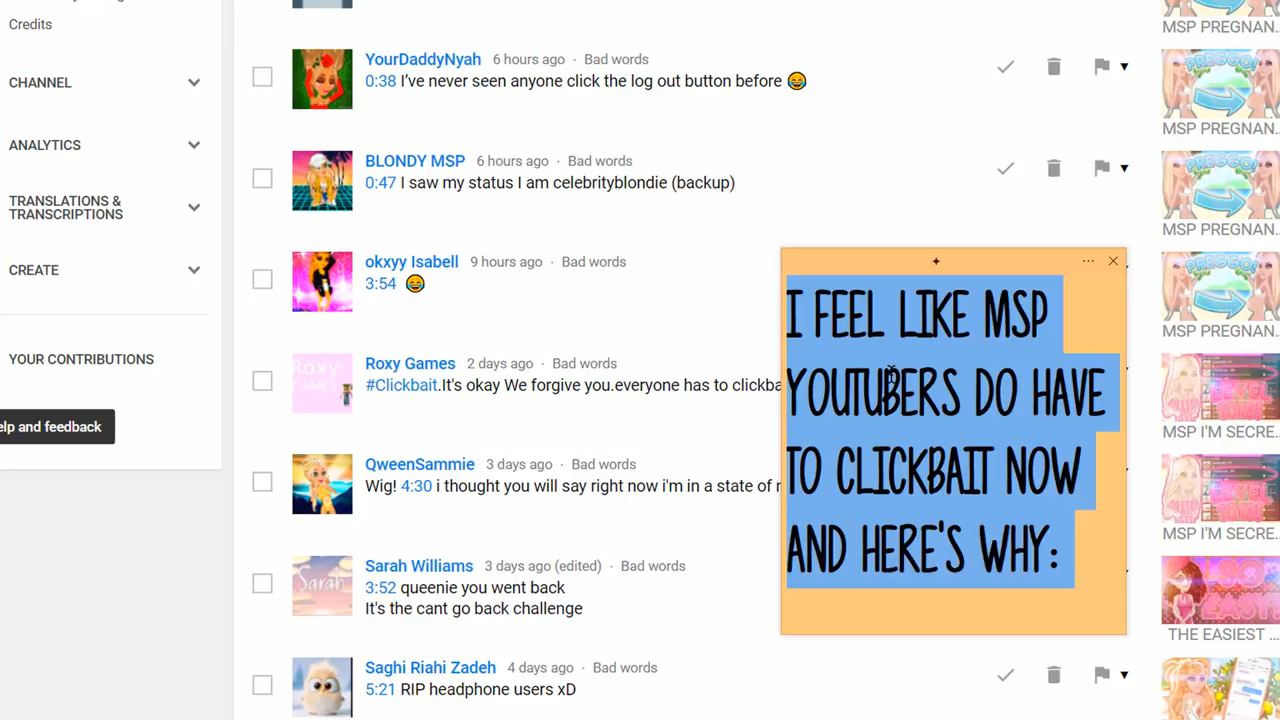 Credits
CHANNEL
ANALYTICS
TRANSLATIONS &
TRANSCRIPTIONS
CREATE
YOUR CONTRIBUTIONS
elp and feedback
YourDaddyNyah 6 hours ago · Bad words
0:38 I've never seen anyone click the log out button before 😂
BLONDY MSP 6 hours ago · Bad words
0:47 I saw my status I am celebrityblondie (backup)
okxyy Isabell 9 hours ago · Bad words
3:54 😂
Roxy Games 2 days ago · Bad words
#Clickbait.It's okay We forgive you.everyone has to clickba
QweenSammie 3 days ago · Bad words
Wig! 4:30 i thought you will say right now i'm in a state of
Sarah Williams 3 days ago (edited) · Bad words
3:52 queenie you went back
It's the cant go back challenge
Saghi Riahi Zadeh 4 days ago · Bad words
5:21 RIP headphone users xD
I FEEL LIKE MSP
YOUTUBERS DO HAVE
TO CLICKBAIT NOW
AND HERE'S WHY:
MSP PREGNAN...
PREGGO!
MSP PREGNAN...
PREGGO!
MSP PREGNAN...
PREGGO!
MSP PREGNAN...
MSP I'M SECRE...
MSP I'M SECRE...
SO
EASY!
THE EASIEST ...